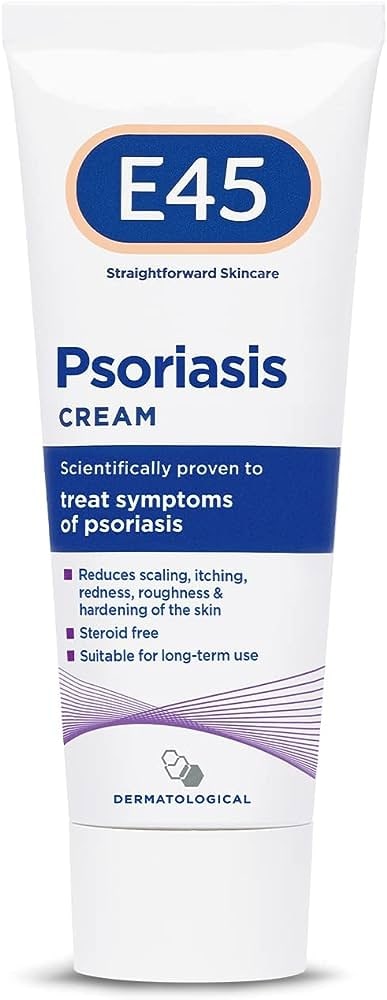 E45
Straightforward Skincare
Psoriasis
CREAM
Scientifically proven to
treat symptoms
of psoriasis
Reduces scaling, itching,
redness, roughness &
hardening of the skin
Steroid free
Suitable for long-term use
DERMATOLOGICAL